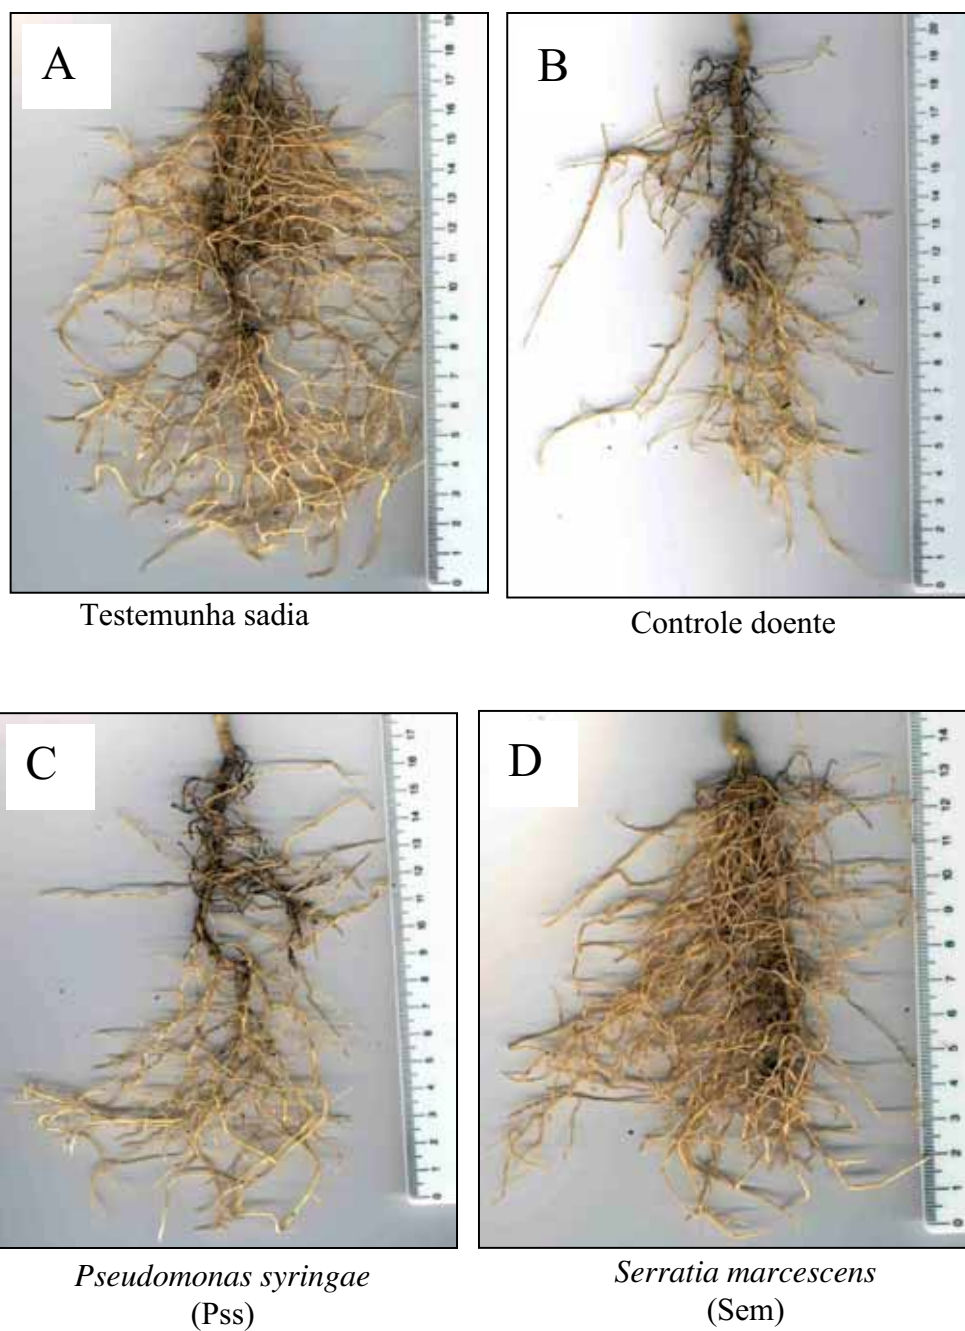 A
B
Testemunha sadia
Controle doente
C
D
Pseudomonas syringae
(Pss)
Serratia marcescens
(Sem)